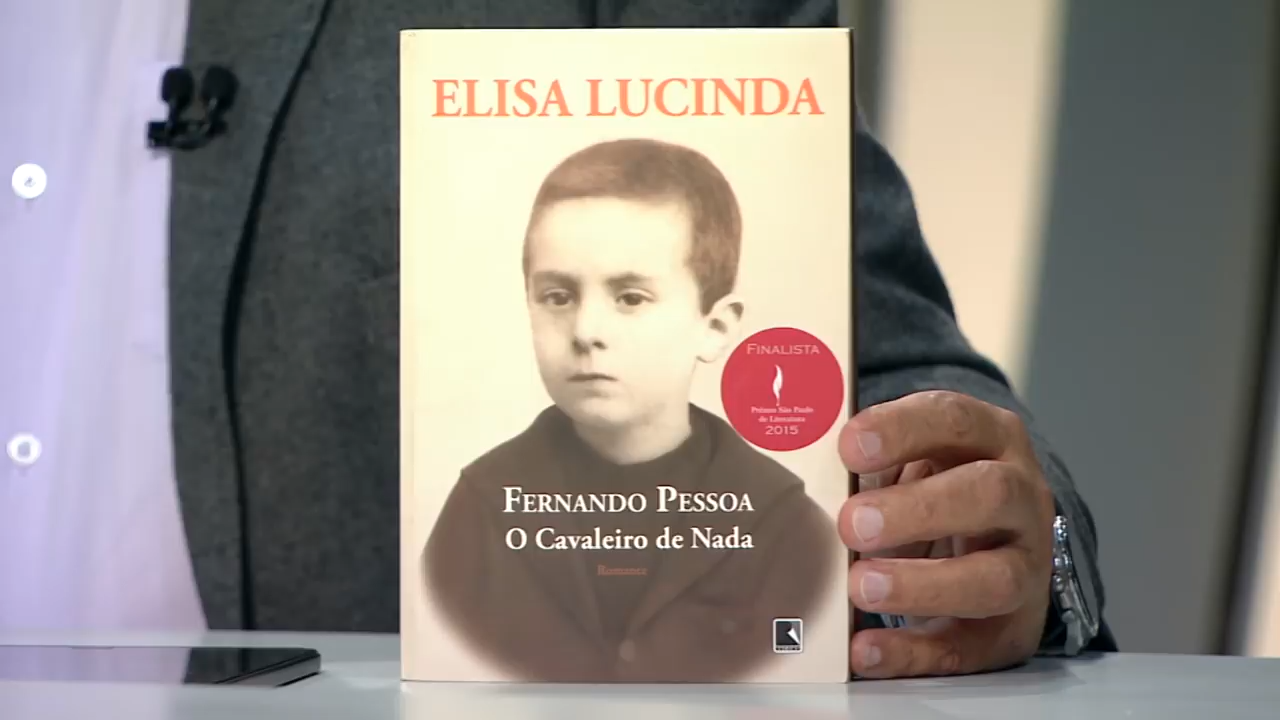 ELISA LUCINDA
FINALISTA
Prêmio São Paulo
de Literatura
2015
FERNANDO PESSOA
O Cavaleiro de Nada
Romance